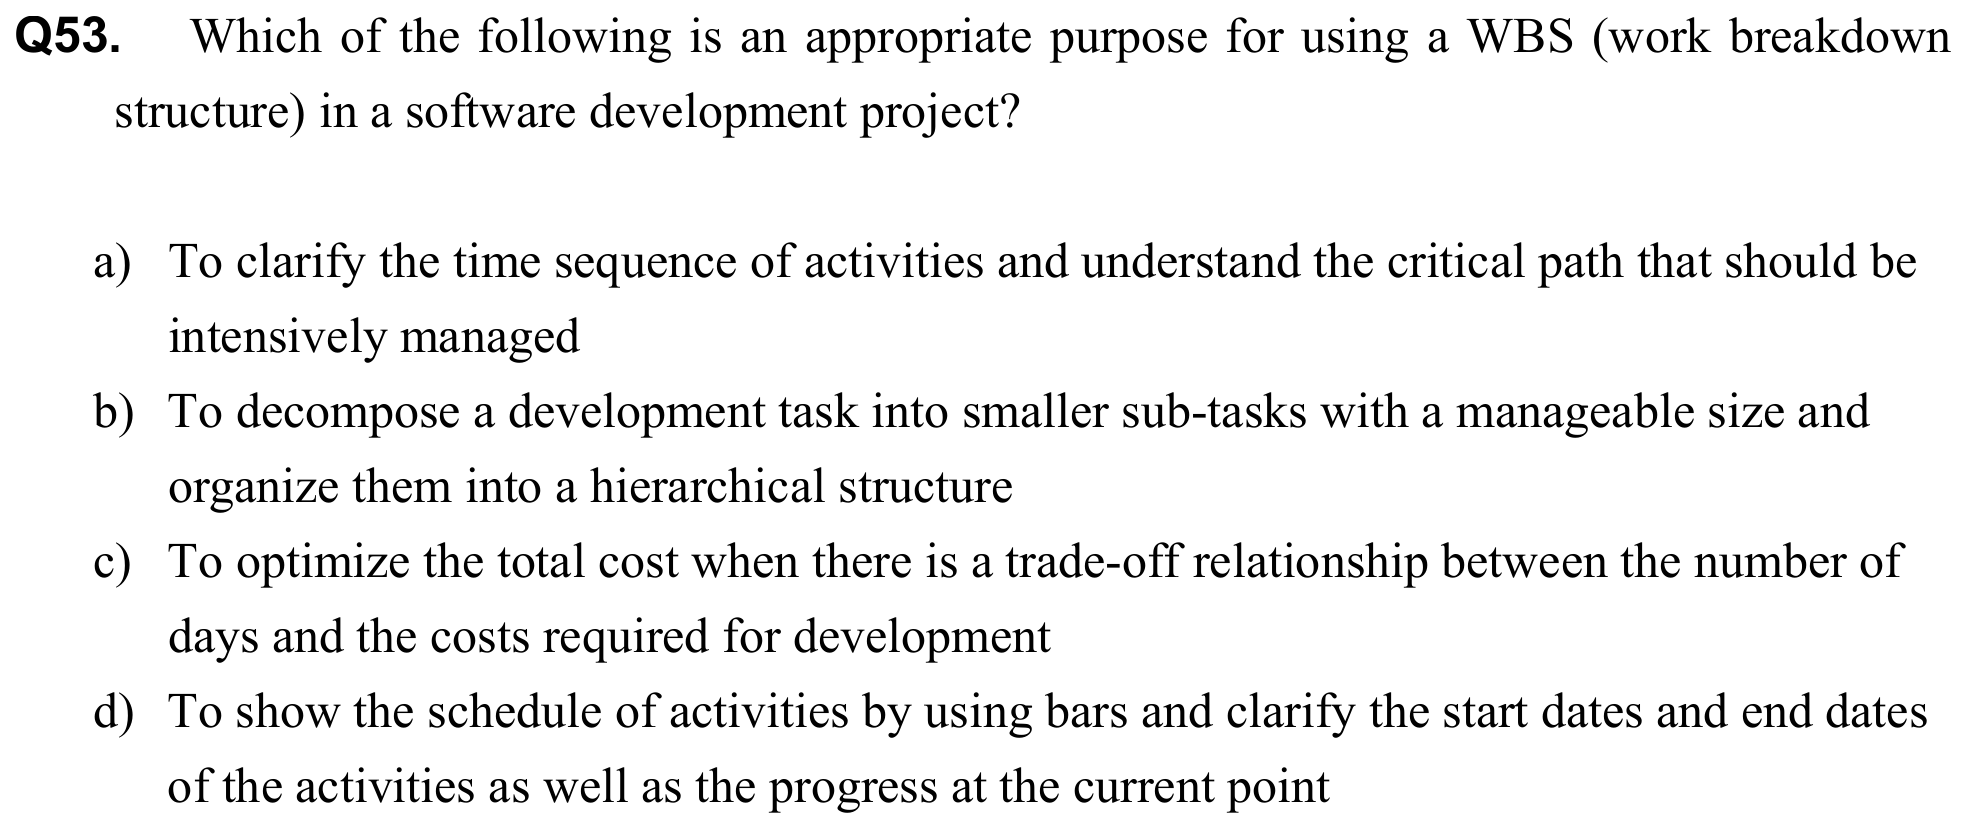 Q53. Which of the following is an appropriate purpose for using a WBS (work breakdown
structure) in a software development project?
a) To clarify the time sequence of activities and understand the critical path that should be
intensively managed
b) To decompose a development task into smaller sub-tasks with a manageable size and
organize them into a hierarchical structure
c) To optimize the total cost when there is a trade-off relationship between the number of
days and the costs required for development
d) To show the schedule of activities by using bars and clarify the start dates and end dates
of the activities as well as the progress at the current point